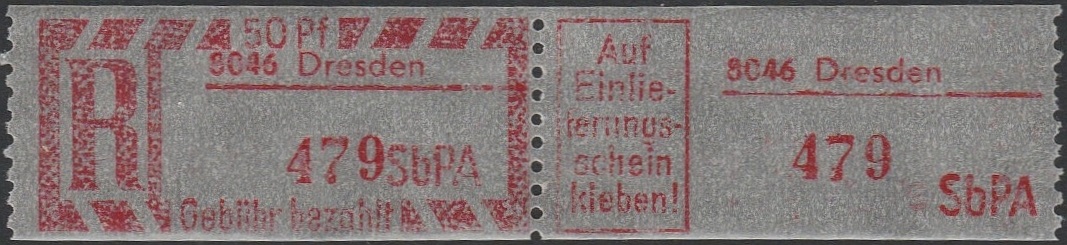 50 Pf
8046 Dresden
R
479 SbPA
Gebühr bezahlt
Auf
Einlie-
ferungs-
schein
kleben!
8046 Dresden
479
SbPA